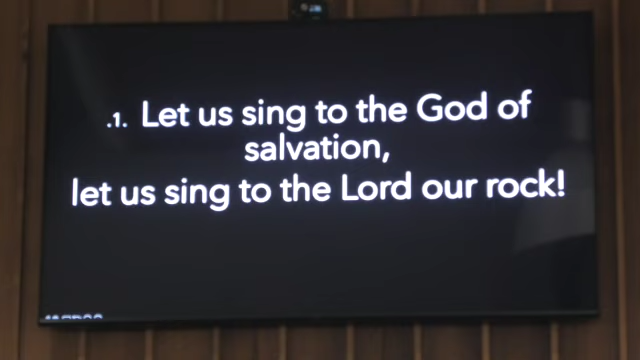 .1. Let us sing to the God of
salvation,
let us sing to the Lord our rock!